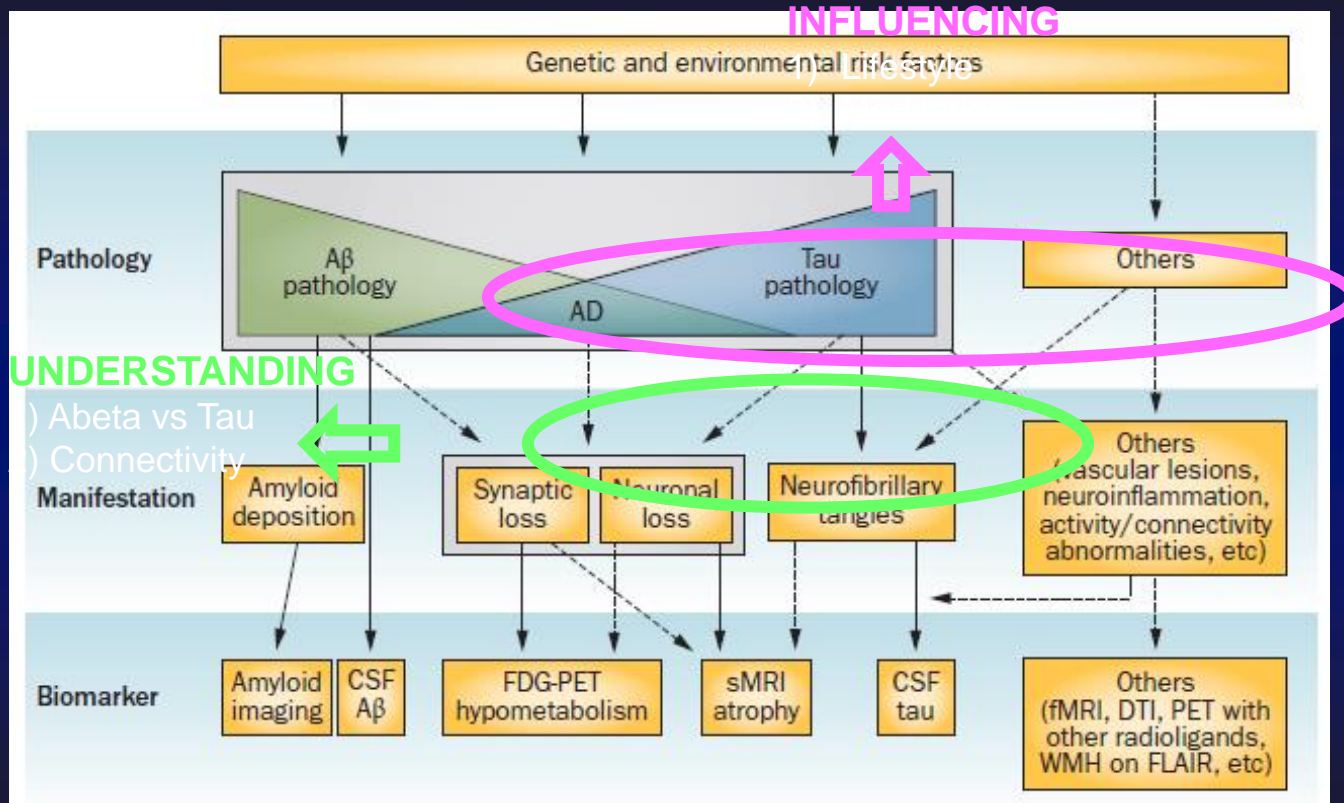 INFLUENCING
Genetic and environmental risk factors
1) Lifestyle
Pathology
Aβ
pathology
AD
Tau
pathology
Others
UNDERSTANDING
) Abeta vs Tau
) Connectivity
Manifestation
Amyloid
deposition
Synaptic
loss
Neuronal
loss
Neurofibrillary
tangles
Others
(vascular lesions,
neuroinflammation,
activity/connectivity
abnormalities, etc)
Biomarker
Amyloid
imaging
CSF
Aβ
FDG-PET
hypometabolism
sMRI
atrophy
CSF
tau
Others
(fMRI, DTI, PET with
other radioligands,
WMH on FLAIR, etc)